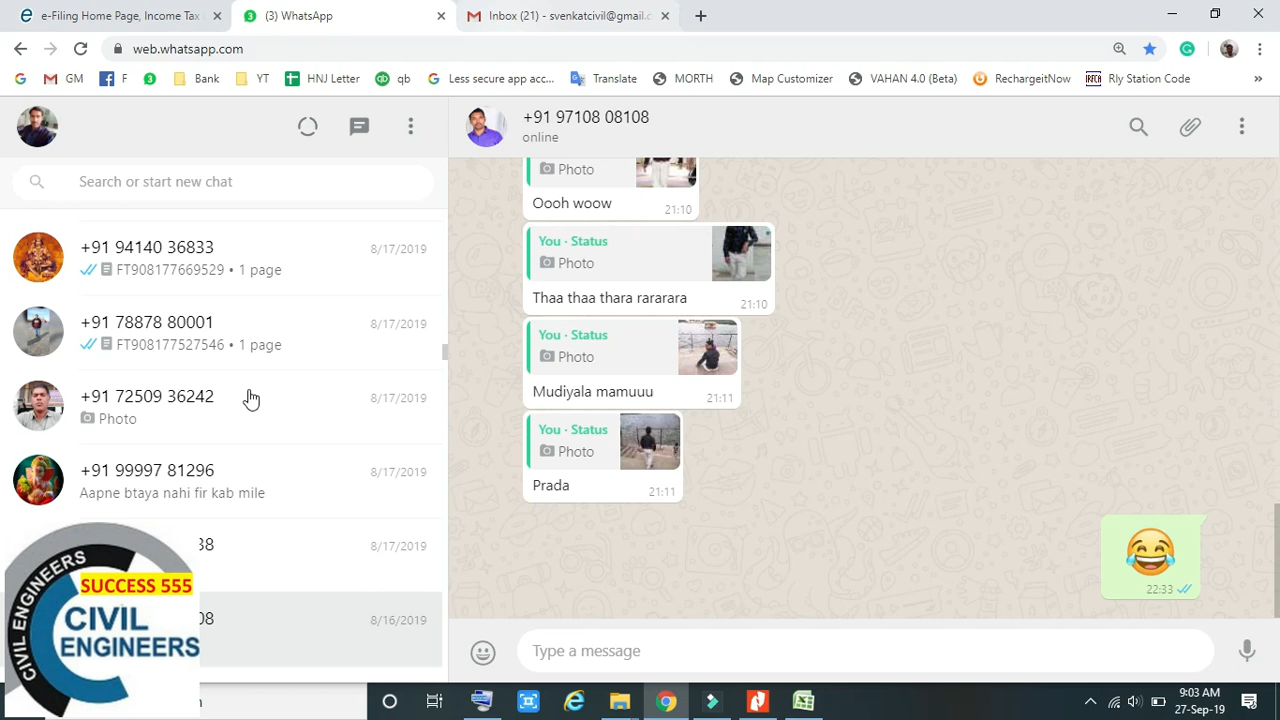 e-Filing Home Page, Income Tax
(3) WhatsApp
Inbox (21) - svenkatcivil@gmail.c
web.whatsapp.com
GM
F
Bank
YT
HNJ Letter
qb
Less secure app acc...
Translate
MORTH
Map Customizer
VAHAN 4.0 (Beta)
RechargeitNow
Rly Station Code
»
+91 97108 08108
online
Search or start new chat
+91 94140 36833
8/17/2019
FT908177669529 • 1 page
+91 78878 80001
8/17/2019
FT908177527546 • 1 page
+91 72509 36242
8/17/2019
Photo
+91 99997 81296
8/17/2019
Aapne btaya nahi fir kab mile
38
8/17/2019
08
8/16/2019
CIVIL ENGINEERS
SUCCESS 555
CIVIL
ENGINEERS
Photo
Oooh woow
21:10
You · Status
Photo
Thaa thaa thara rararara
21:10
You · Status
Photo
Mudiyala mamuuu
21:11
You · Status
Photo
Prada
21:11
22:33
Type a message
9:03 AM
27-Sep-19